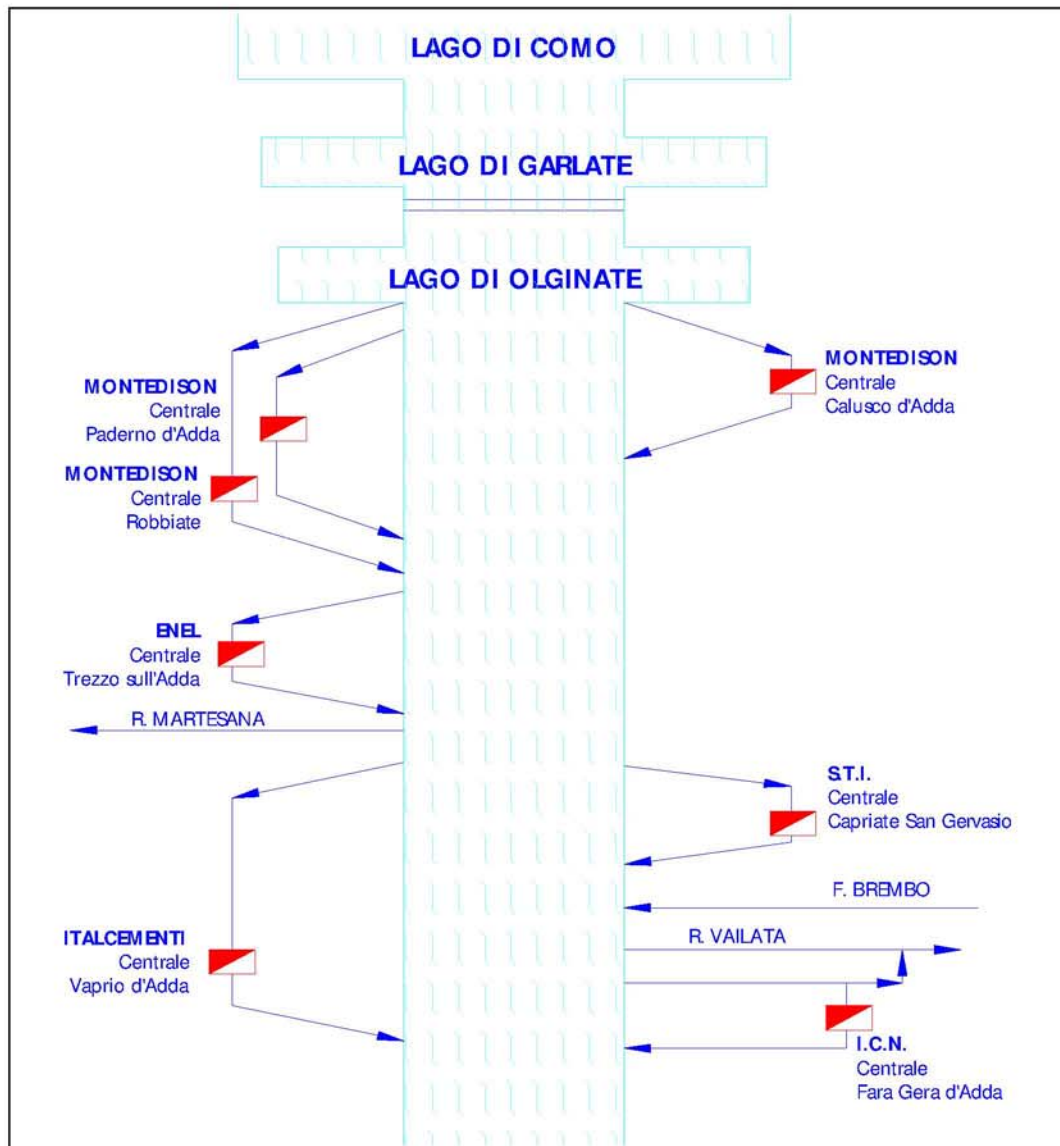 LAGO DI COMO
LAGO DI GARLATE
LAGO DI OLGINATE
MONTEDISON
Centrale
Paderno d'Adda
MONTEDISON
Centrale
Calusco d'Adda
MONTEDISON
Centrale
Robbiate
ENEL
Centrale
Trezzo sull'Adda
R. MARTESANA
S.T.I.
Centrale
Capriate San Gervasio
F. BREMBO
R. VAILATA
ITALCEMENTI
Centrale
Vaprio d'Adda
I.C.N.
Centrale
Fara Gera d'Adda